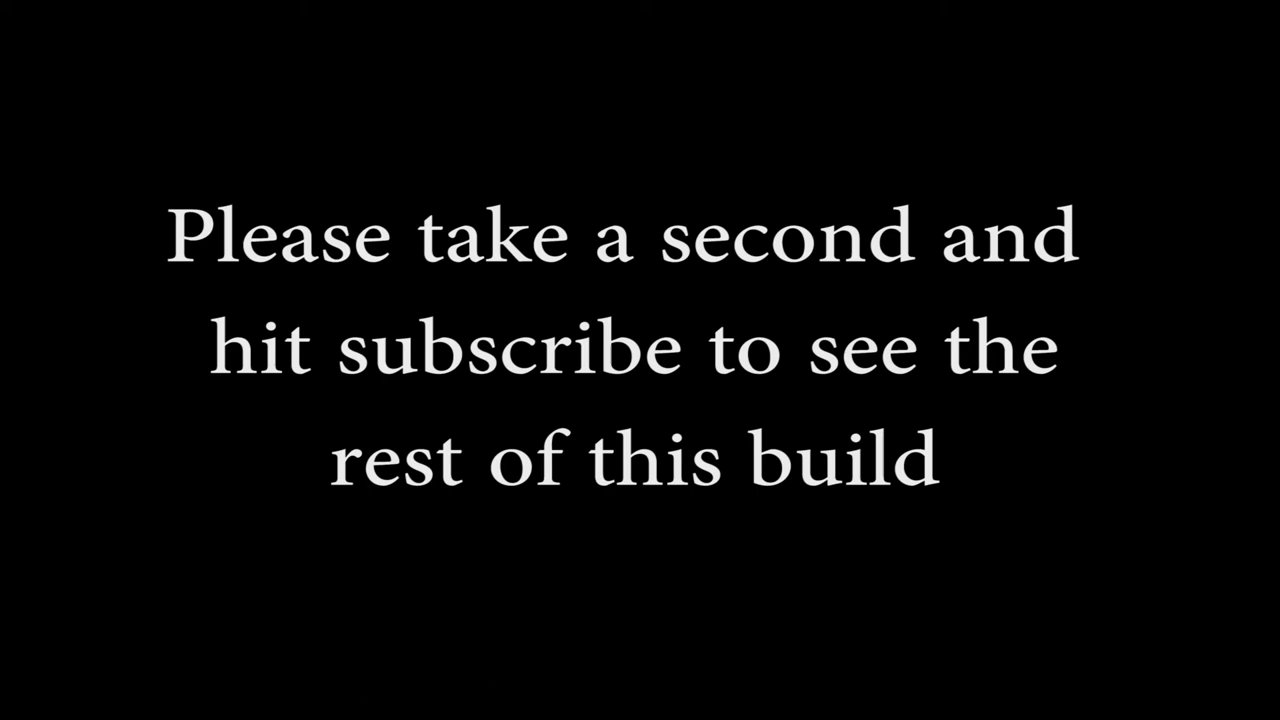 Please take a second and
hit subscribe to see the
rest of this build